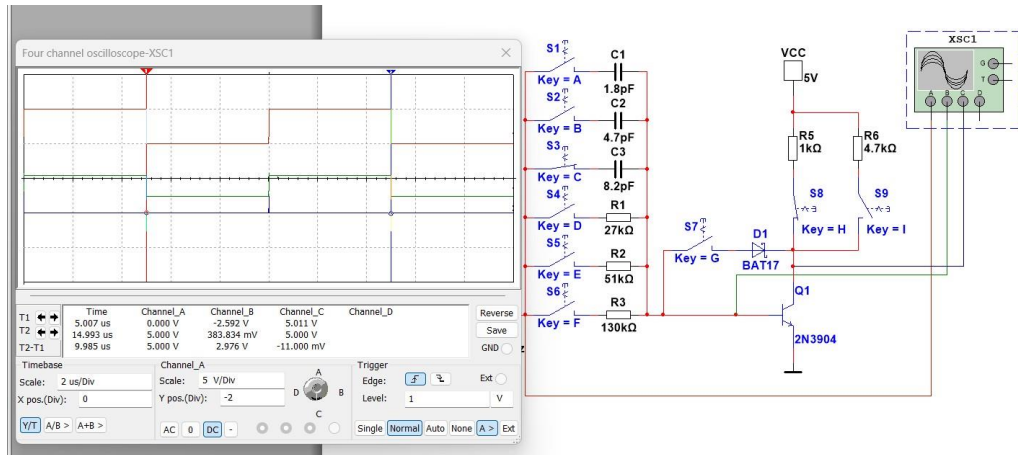 Four channel oscilloscope-XSC1
Time Channel_A Channel_B Channel_C Channel_D
T1 5.007 us 0.000 V -2.592 V 5.011 V
T2 14.993 us 5.000 V 383.834 mV 5.000 V
T2-T1 9.985 us 5.000 V 2.976 V -11.000 mV
Reverse
Save
GND
Timebase
Scale: 2 us/Div
X pos.(Div): 0
Y/T A/B > A+B >
Channel_A
Scale: 5 V/Div
Y pos.(Div): -2
AC 0 DC -
A
B
C
D
Trigger
Edge: Ext
Level: 1 V
Single Normal Auto None A > Ext
S1
Key = A
C1
1.8pF
S2
Key = B
C2
4.7pF
S3
Key = C
C3
8.2pF
S4
Key = D
R1
27kΩ
S5
Key = E
R2
51kΩ
S6
Key = F
R3
130kΩ
S7
Key = G
D1
BAT17
VCC
5V
R5
1kΩ
R6
4.7kΩ
S8
Key = H
S9
Key = I
Q1
2N3904
XSC1
G
T
A B C D